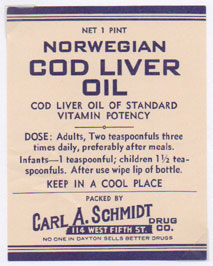 NET 1 PINT
NORWEGIAN
COD LIVER
OIL
COD LIVER OIL OF STANDARD
VITAMIN POTENCY
DOSE: Adults, Two teaspoonfuls three
times daily, preferably after meals.
Infants—1 teaspoonful; children 1½ tea-
spoonfuls. After use wipe lip of bottle.
KEEP IN A COOL PLACE
PACKED BY
CARL A. SCHMIDT DRUG CO.
114 WEST FIFTH ST.
NO ONE IN DAYTON SELLS BETTER DRUGS